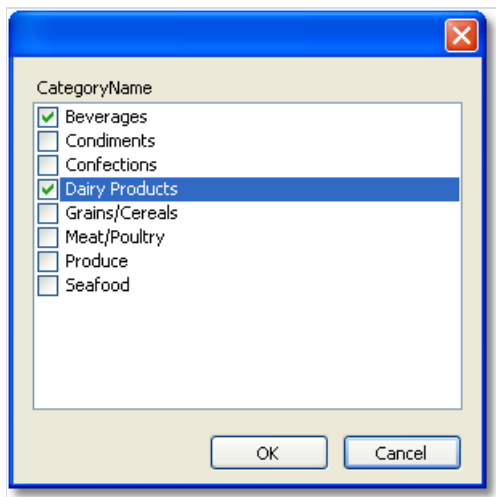 CategoryName
Beverages
Condiments
Confections
Dairy Products
Grains/Cereals
Meat/Poultry
Produce
Seafood
OK Cancel